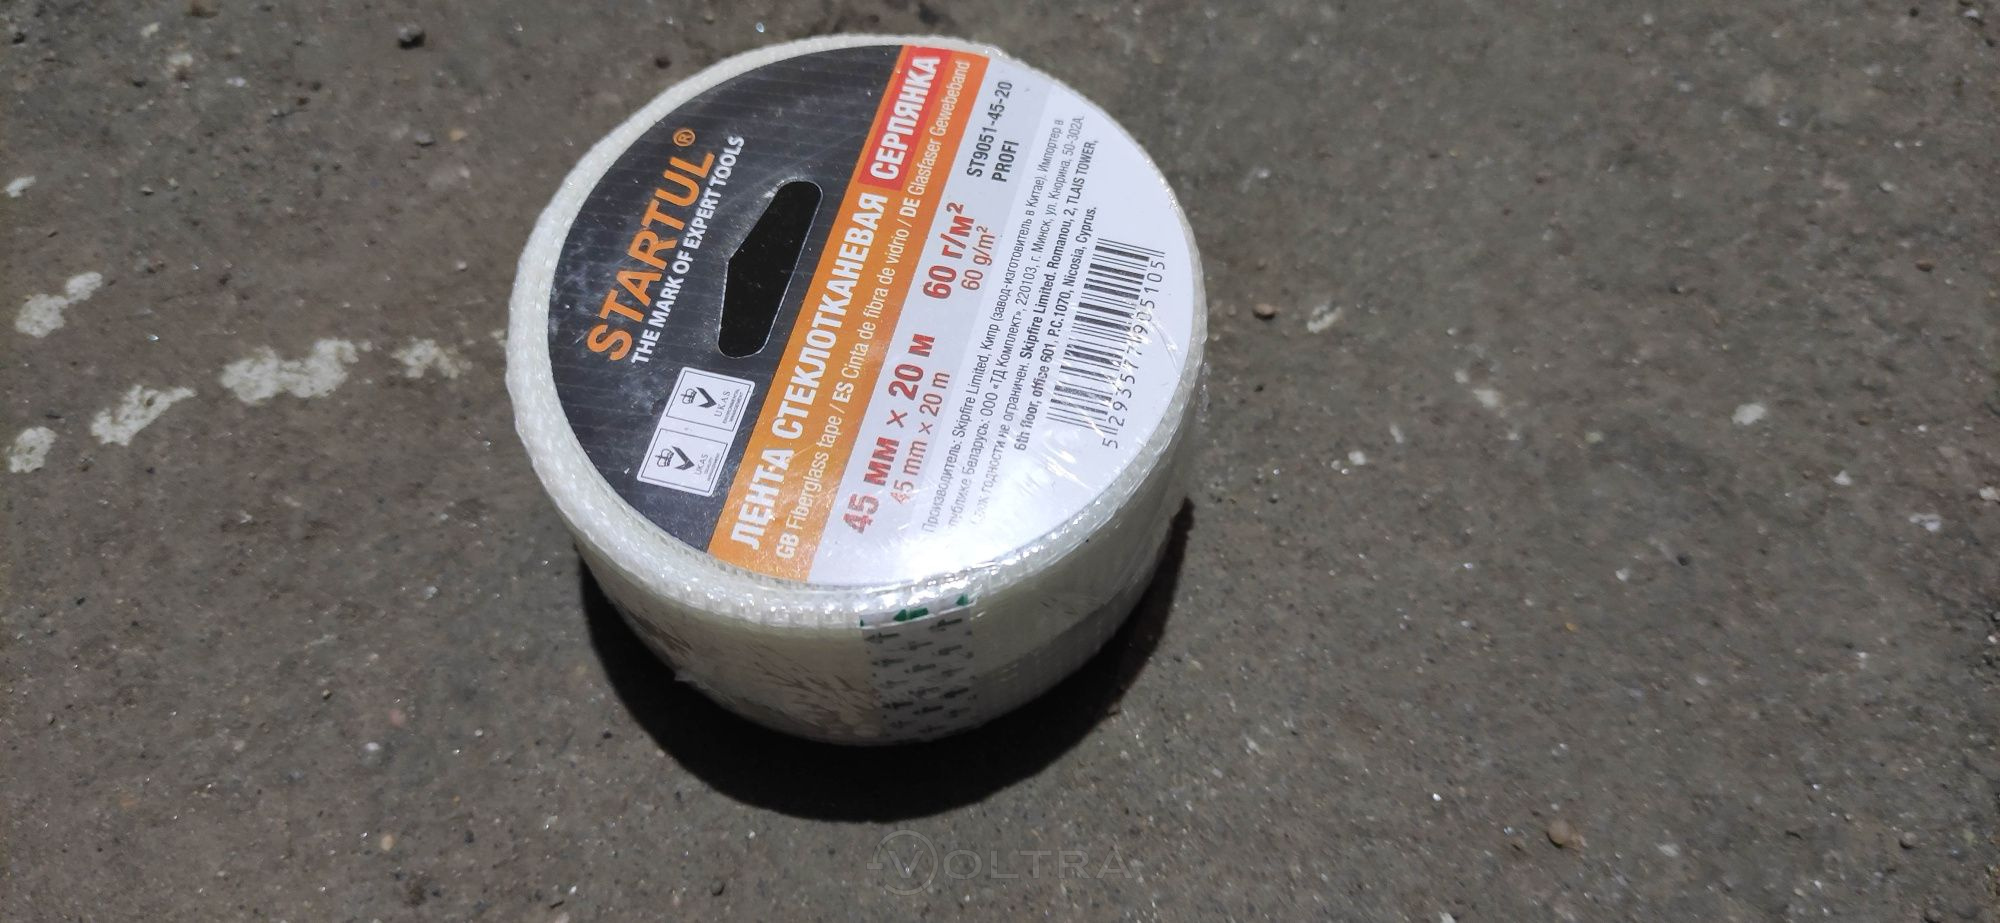 STARTUL®
THE MARK OF EXPERT TOOLS
UKAS
UKAS
ЛЕНТА СТЕКЛОТКАНЕВАЯ СЕРПЯНКА
GB Fiberglass tape / ES Cinta de fibra de vidrio / DE Glasfaser Gewebeband
45 мм × 20 м 60 г/м²
45 mm × 20 m 60 g/m²
ST9051-45-20
PROFI
Производитель: Skipfire Limited, Кипр (завод-изготовитель в Китае). Импортер в
Беларусь: ООО «ТД Комплект», 220103, г. Минск, ул. Кнорина, 50-302А.
годности не ограничен. Skipfire Limited. Romanou, 2, TLAIS TOWER,
6th floor, office 601, P.C.1070, Nicosia, Cyprus.
5 293577 905105
VOLTRA